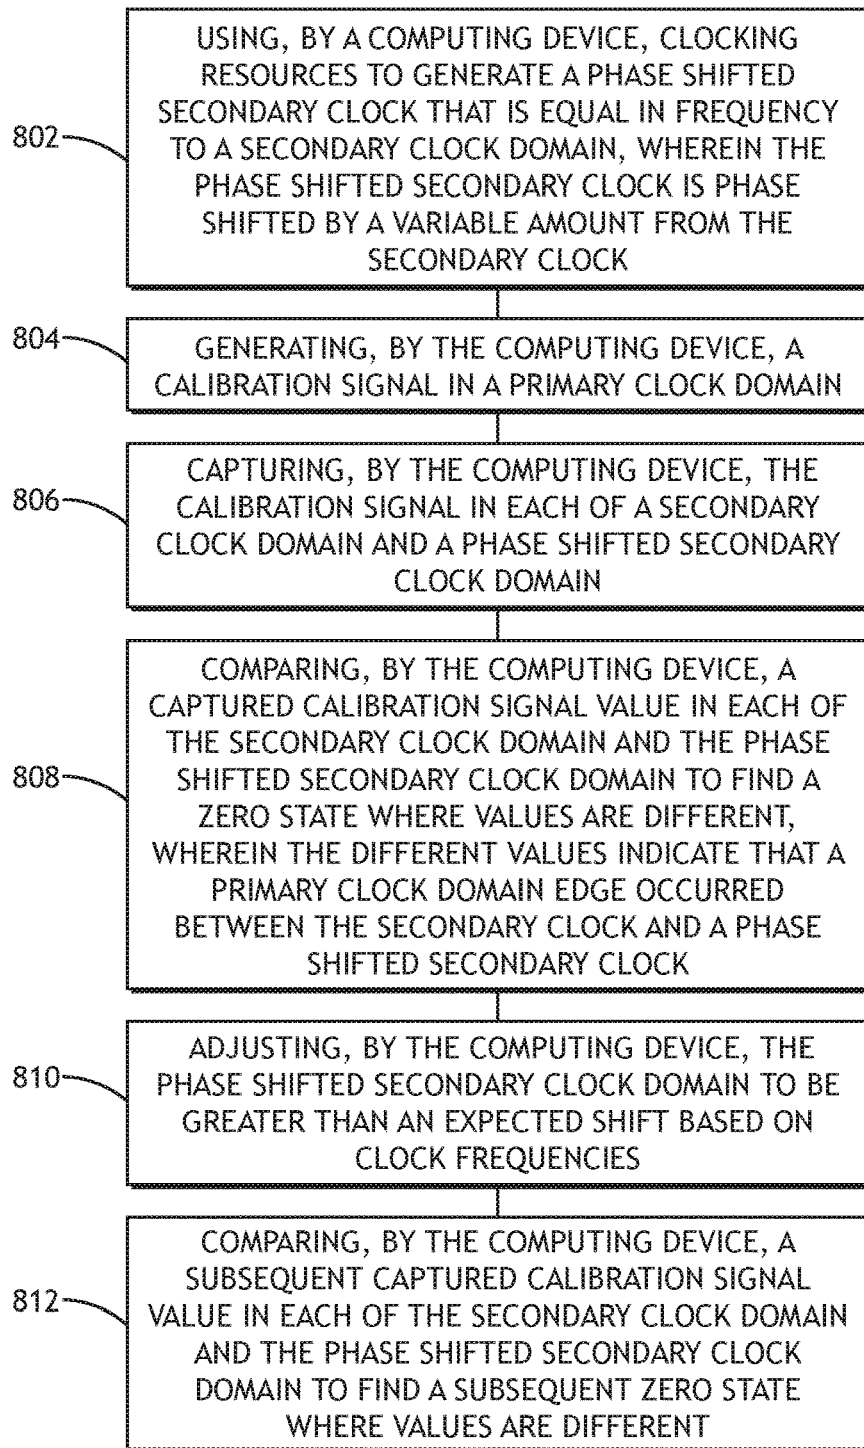 802
USING, BY A COMPUTING DEVICE, CLOCKING
RESOURCES TO GENERATE A PHASE SHIFTED
SECONDARY CLOCK THAT IS EQUAL IN FREQUENCY
TO A SECONDARY CLOCK DOMAIN, WHEREIN THE
PHASE SHIFTED SECONDARY CLOCK IS PHASE
SHIFTED BY A VARIABLE AMOUNT FROM THE
SECONDARY CLOCK
804
GENERATING, BY THE COMPUTING DEVICE, A
CALIBRATION SIGNAL IN A PRIMARY CLOCK DOMAIN
806
CAPTURING, BY THE COMPUTING DEVICE, THE
CALIBRATION SIGNAL IN EACH OF A SECONDARY
CLOCK DOMAIN AND A PHASE SHIFTED SECONDARY
CLOCK DOMAIN
808
COMPARING, BY THE COMPUTING DEVICE, A
CAPTURED CALIBRATION SIGNAL VALUE IN EACH OF
THE SECONDARY CLOCK DOMAIN AND THE PHASE
SHIFTED SECONDARY CLOCK DOMAIN TO FIND A
ZERO STATE WHERE VALUES ARE DIFFERENT,
WHEREIN THE DIFFERENT VALUES INDICATE THAT A
PRIMARY CLOCK DOMAIN EDGE OCCURRED
BETWEEN THE SECONDARY CLOCK AND A PHASE
SHIFTED SECONDARY CLOCK
810
ADJUSTING, BY THE COMPUTING DEVICE, THE
PHASE SHIFTED SECONDARY CLOCK DOMAIN TO BE
GREATER THAN AN EXPECTED SHIFT BASED ON
CLOCK FREQUENCIES
812
COMPARING, BY THE COMPUTING DEVICE, A
SUBSEQUENT CAPTURED CALIBRATION SIGNAL
VALUE IN EACH OF THE SECONDARY CLOCK DOMAIN
AND THE PHASE SHIFTED SECONDARY CLOCK
DOMAIN TO FIND A SUBSEQUENT ZERO STATE
WHERE VALUES ARE DIFFERENT